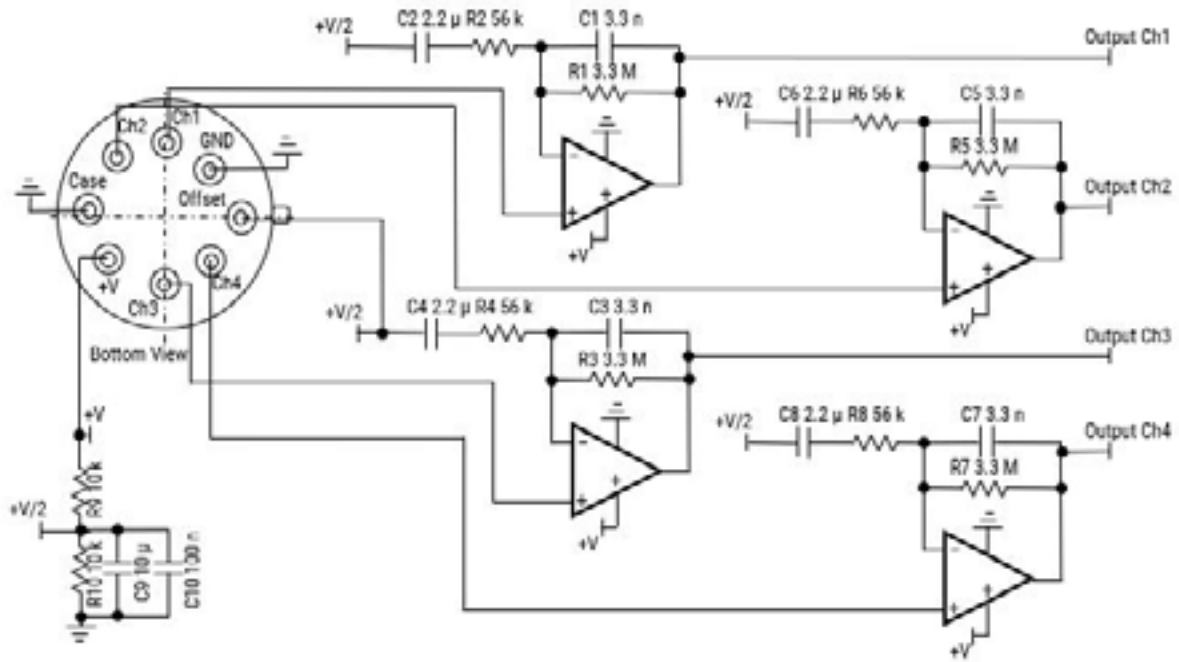 +V/2
C2 2.2 µ R2 56 k
C1 3.3 n
R1 3.3 M
Output Ch1
+V/2
C6 2.2 µ R6 56 k
C5 3.3 n
R5 3.3 M
Output Ch2
Ch2
Ch1
GND
Case
Offset
+V
Ch3
Ch4
Bottom View
-
+
+
+V
-
+
+
+V
+V/2
C4 2.2 µ R4 56 k
C3 3.3 n
R3 3.3 M
Output Ch3
-
+
+
+V
+V/2
C8 2.2 µ R8 56 k
C7 3.3 n
R7 3.3 M
Output Ch4
-
+
+
+V
+V
R9 10 k
+V/2
R10 10 k
C9 10 µ
C10 100 n